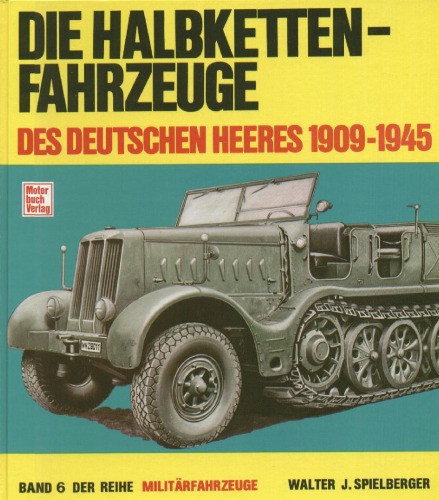 DIE HALBKETTEN-
FAHRZEUGE
DES DEUTSCHEN HEERES 1909-1945
Motor
buch
Verlag
BAND 6 DER REIHE MILITÄRFAHRZEUGE WALTER J. SPIELBERGER